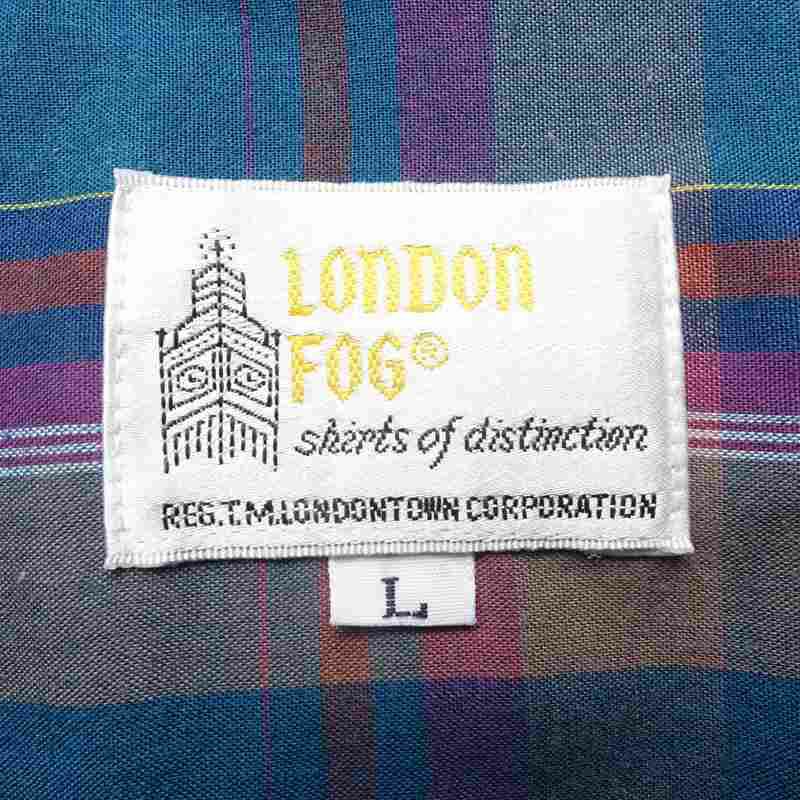 LONDON
FOG®
shirts of distinction
REG.T.M.LONDONTOWN CORPORATION
L